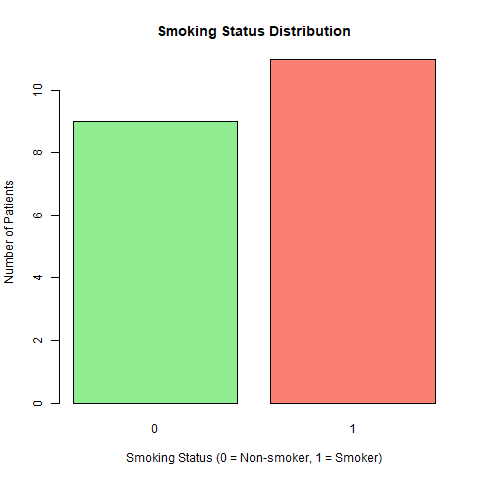 Smoking Status Distribution
Number of Patients
10
8
6
4
2
0
0 1
Smoking Status (0 = Non-smoker, 1 = Smoker)